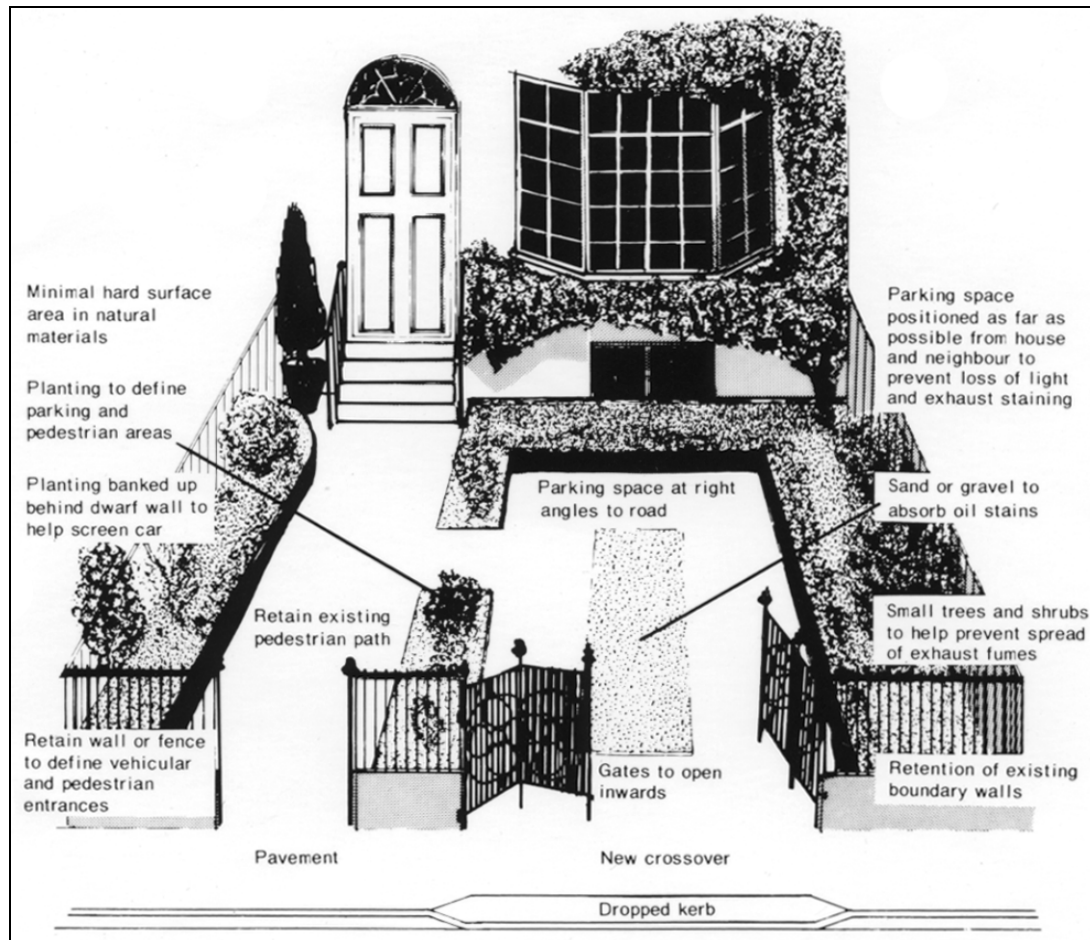 Minimal hard surface
area in natural
materials
Planting to define
parking and
pedestrian areas
Planting banked up
behind dwarf wall to
help screen car
Retain existing
pedestrian path
Retain wall or fence
to define vehicular
and pedestrian
entrances
Parking space at right
angles to road
Gates to open
inwards
Parking space
positioned as far as
possible from house
and neighbour to
prevent loss of light
and exhaust staining
Sand or gravel to
absorb oil stains
Small trees and shrubs
to help prevent spread
of exhaust fumes
Retention of existing
boundary walls
Pavement
New crossover
Dropped kerb